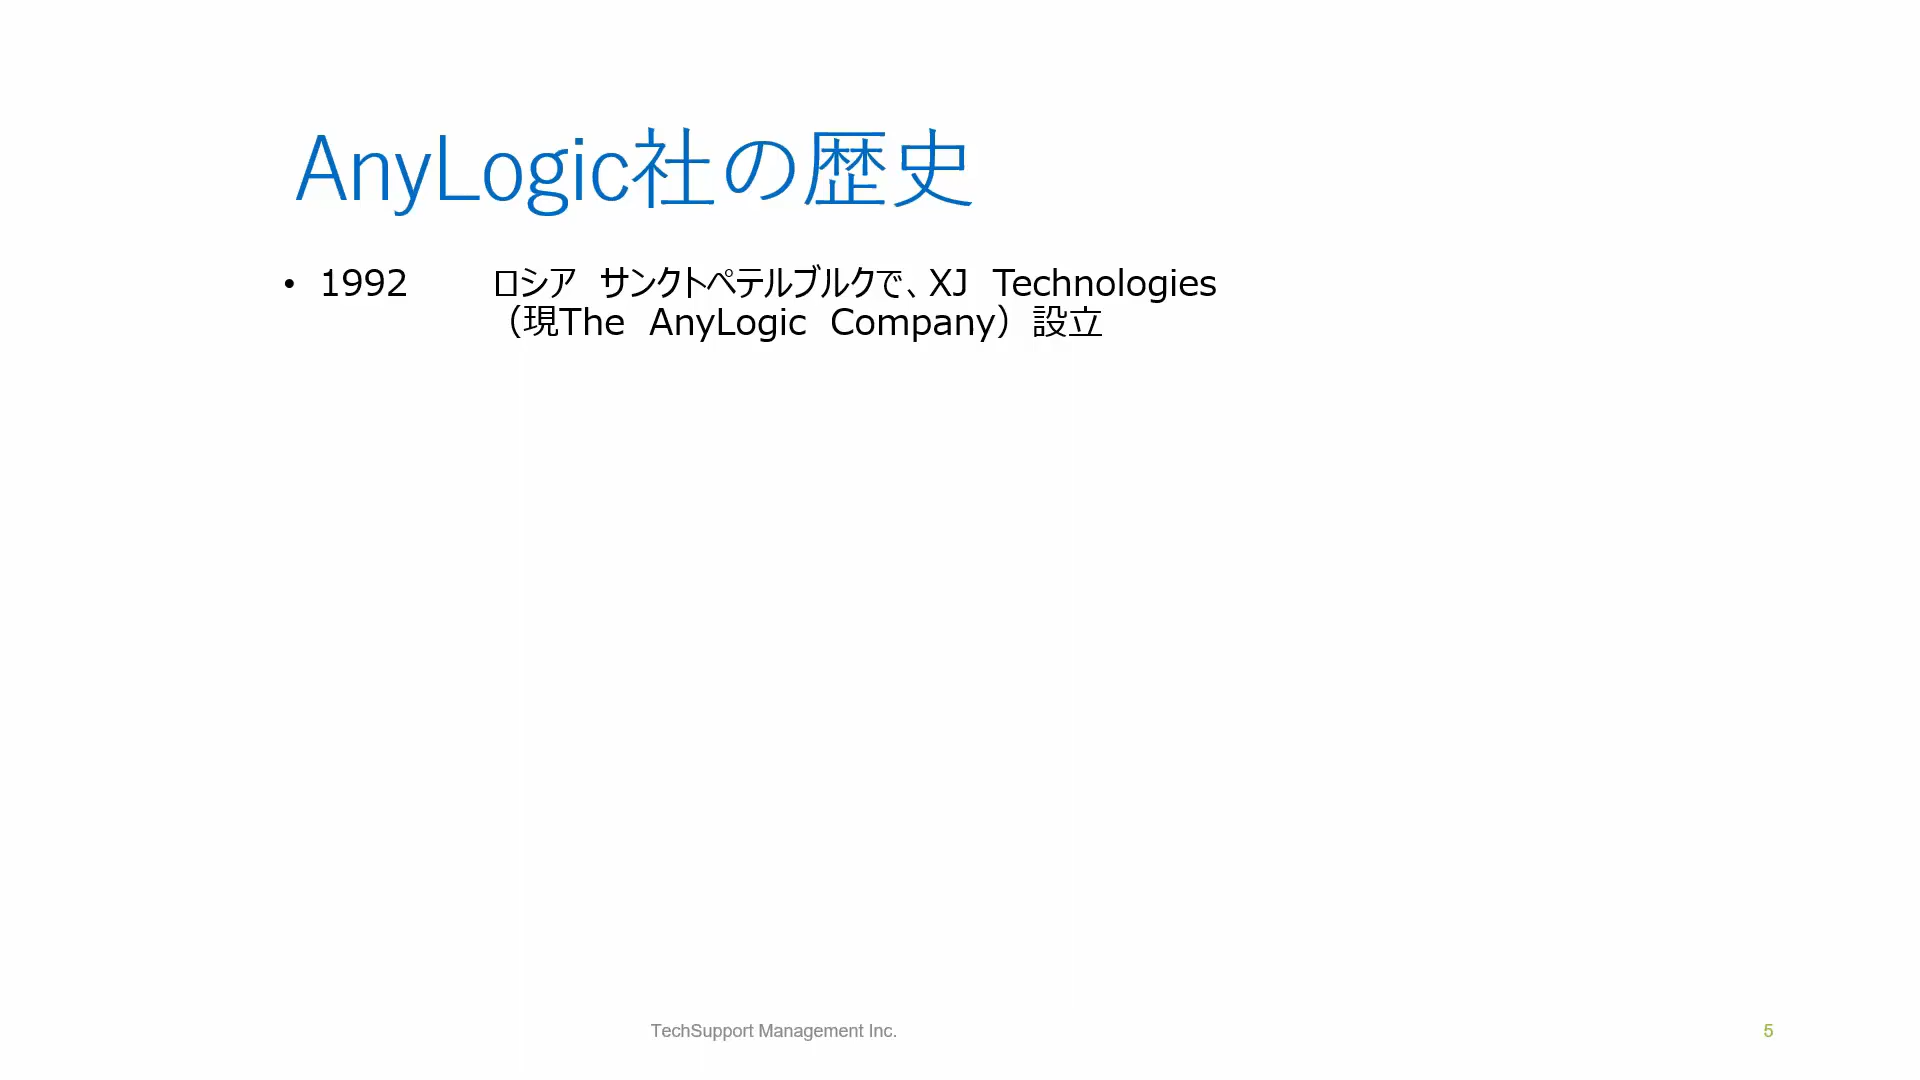 AnyLogic社の歴史
• 1992 ロシア サンクトペテルブルクで、XJ Technologies
（現The AnyLogic Company）設立
TechSupport Management Inc.
5